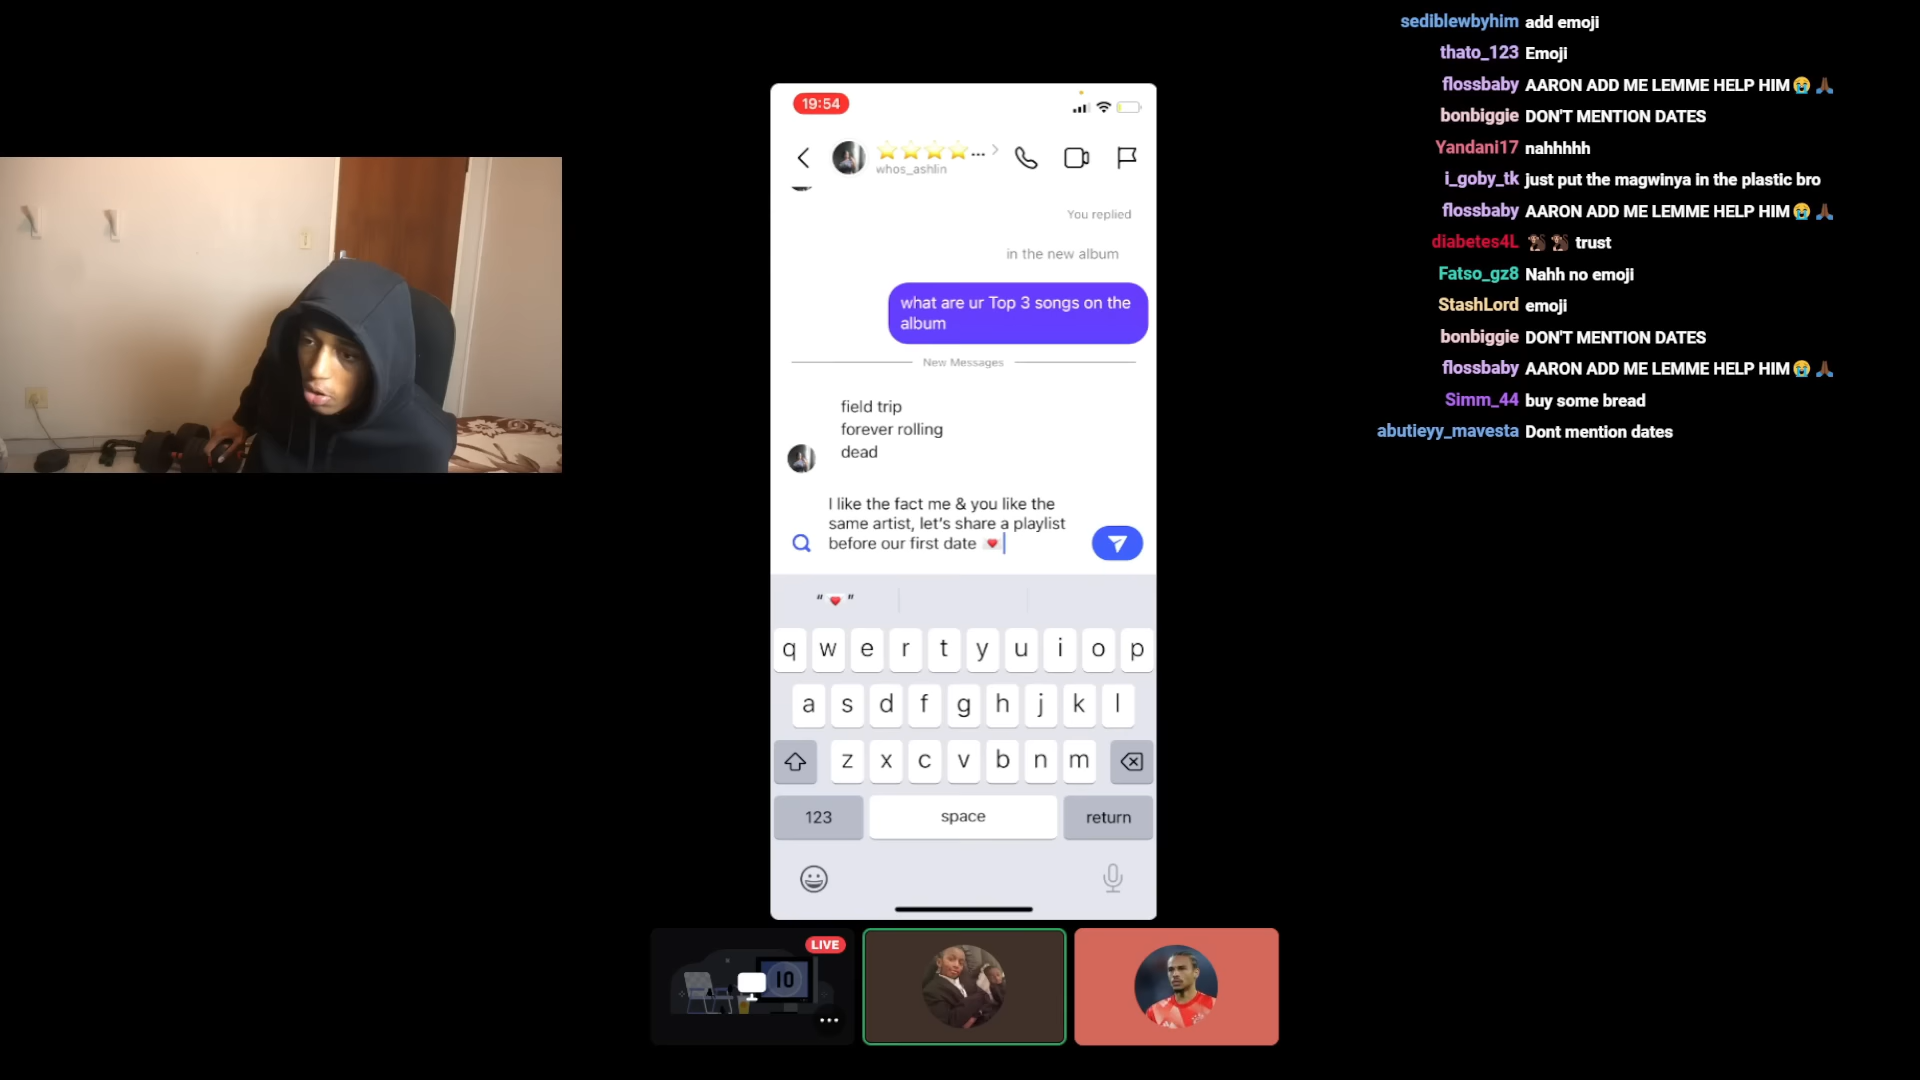 19:54
⭐⭐⭐⭐...
whos_ashlin
You replied
in the new album
what are ur Top 3 songs on the
album
New Messages
field trip
forever rolling
dead
I like the fact me & you like the
same artist, let's share a playlist
before our first date 💌
“💌”
q w e r t y u i o p
a s d f g h j k l
z x c v b n m
123 space return
LIVE
10
sediblewbyhim add emoji
thato_123 Emoji
flossbaby AARON ADD ME LEMME HELP HIM😭🙏🏾
bonbiggie DON'T MENTION DATES
Yandani17 nahhhhh
i_goby_tk just put the magwinya in the plastic bro
flossbaby AARON ADD ME LEMME HELP HIM😭🙏🏾
diabetes4L 🐒 🐒 trust
Fatso_gz8 Nahh no emoji
StashLord emoji
bonbiggie DON'T MENTION DATES
flossbaby AARON ADD ME LEMME HELP HIM😭🙏🏾
Simm_44 buy some bread
abutieyy_mavesta Dont mention dates